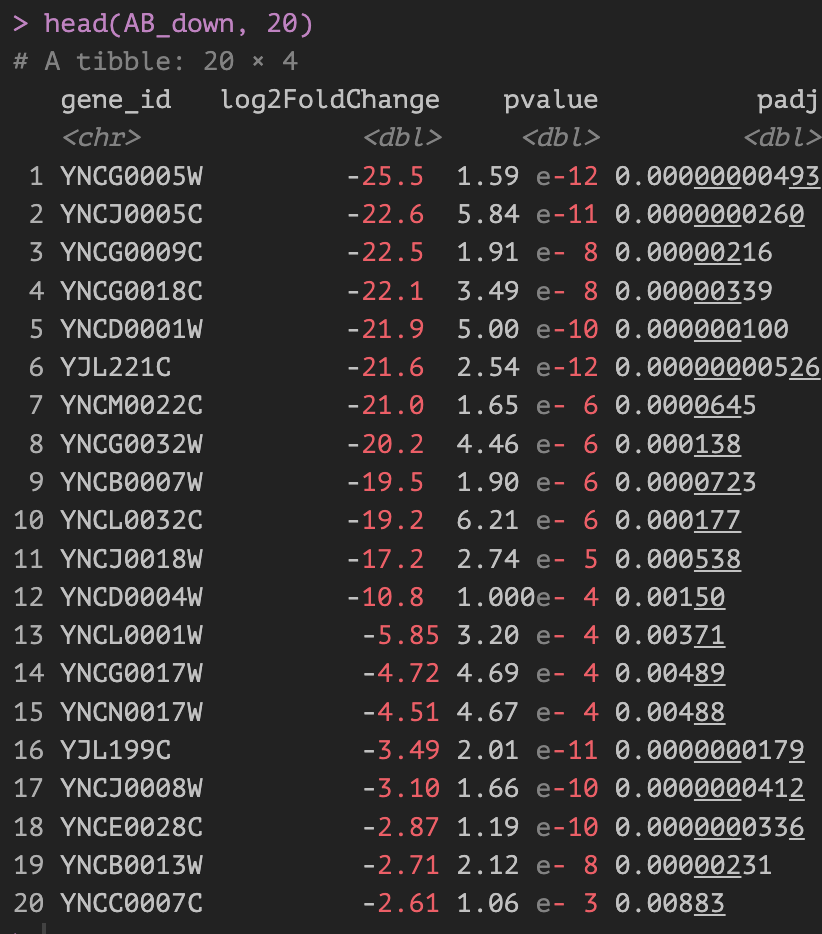 > head(AB_down, 20)
# A tibble: 20 × 4
gene_id log2FoldChange pvalue padj
<chr> <dbl> <dbl> <dbl>
1 YNCG0005W -25.5 1.59 e-12 0.00000000493
2 YNCJ0005C -22.6 5.84 e-11 0.0000000260
3 YNCG0009C -22.5 1.91 e- 8 0.00000216
4 YNCG0018C -22.1 3.49 e- 8 0.00000339
5 YNCD0001W -21.9 5.00 e-10 0.000000100
6 YJL221C -21.6 2.54 e-12 0.00000000526
7 YNCM0022C -21.0 1.65 e- 6 0.0000645
8 YNCG0032W -20.2 4.46 e- 6 0.000138
9 YNCB0007W -19.5 1.90 e- 6 0.0000723
10 YNCL0032C -19.2 6.21 e- 6 0.000177
11 YNCJ0018W -17.2 2.74 e- 5 0.000538
12 YNCD0004W -10.8 1.000e- 4 0.00150
13 YNCL0001W -5.85 3.20 e- 4 0.00371
14 YNCG0017W -4.72 4.69 e- 4 0.00489
15 YNCN0017W -4.51 4.67 e- 4 0.00488
16 YJL199C -3.49 2.01 e-11 0.0000000179
17 YNCJ0008W -3.10 1.66 e-10 0.0000000412
18 YNCE0028C -2.87 1.19 e-10 0.0000000336
19 YNCB0013W -2.71 2.12 e- 8 0.00000231
20 YNCC0007C -2.61 1.06 e- 3 0.00883